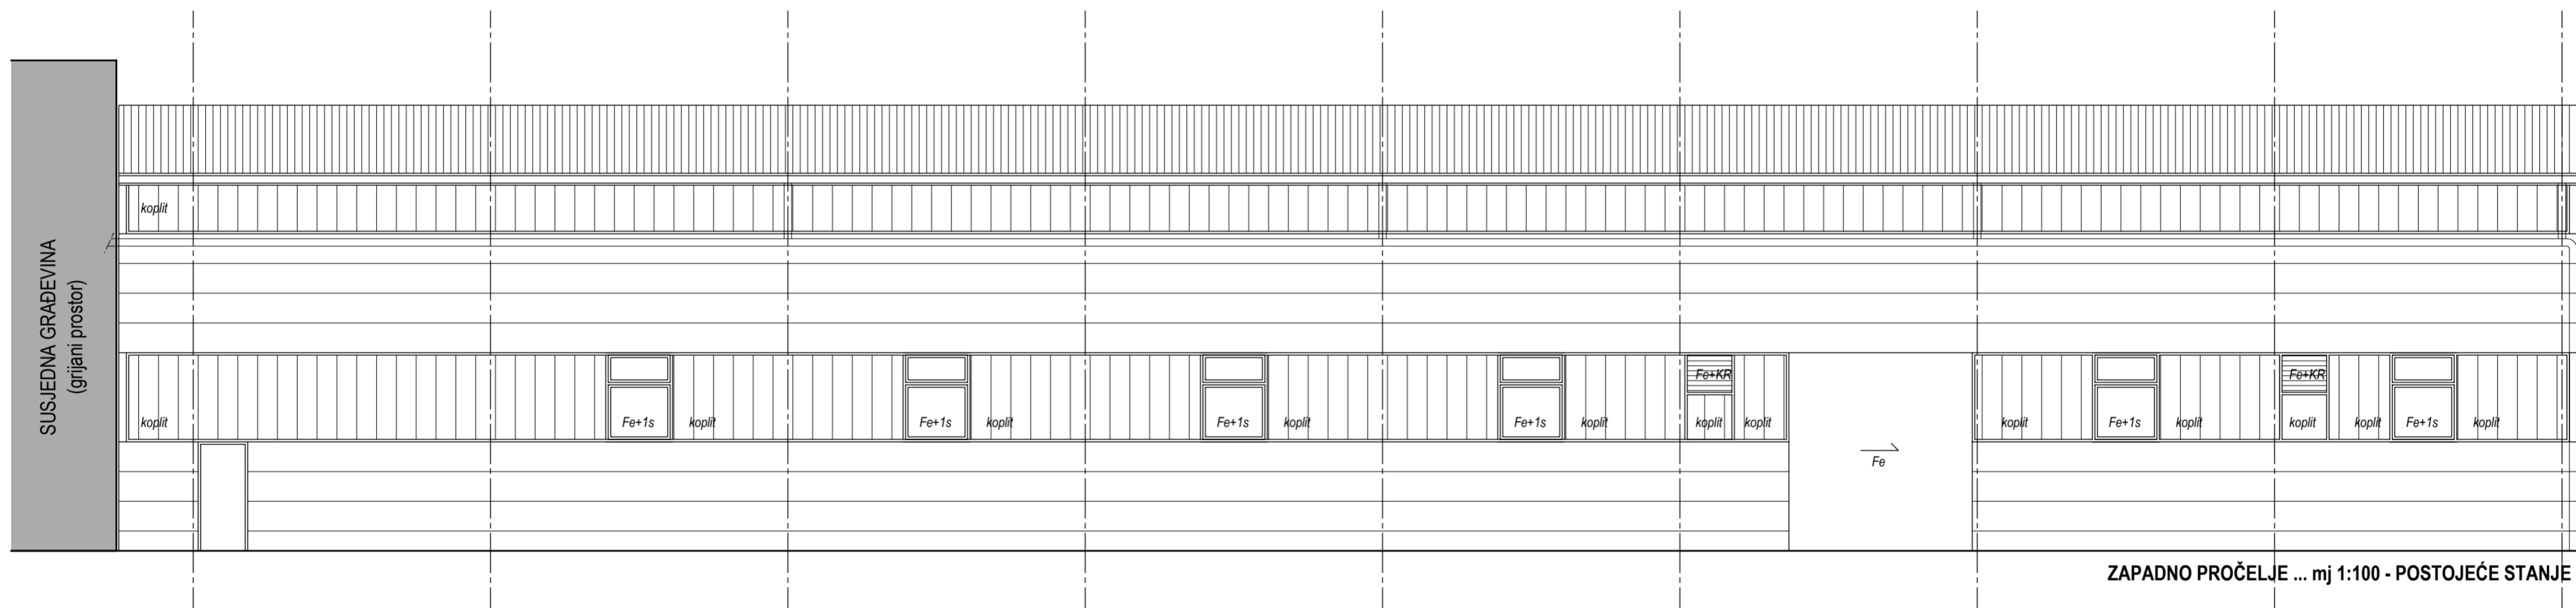 SUSJEDNA GRAĐEVINA
(grijani prostor)
koplit
Fe+KR
Fe+KR
koplit
Fe+1s
koplit
Fe+1s
koplit
Fe+1s
koplit
Fe+1s
koplit
koplit
koplit
koplit
Fe+1s
koplit
koplit
koplit
Fe+1s
koplit
Fe
ZAPADNO PROČELJE ... mj 1:100 - POSTOJEĆE STANJE